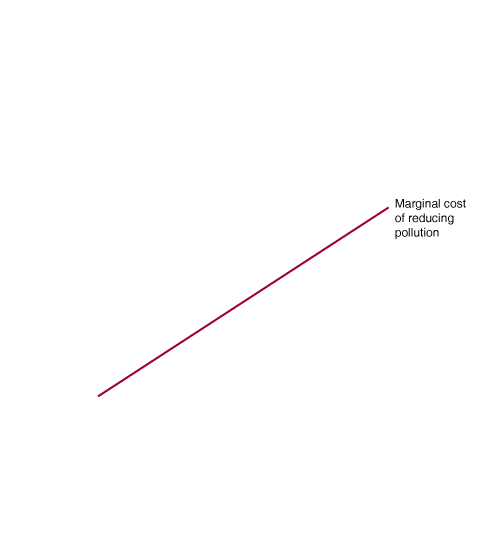 Marginal cost
of reducing
pollution